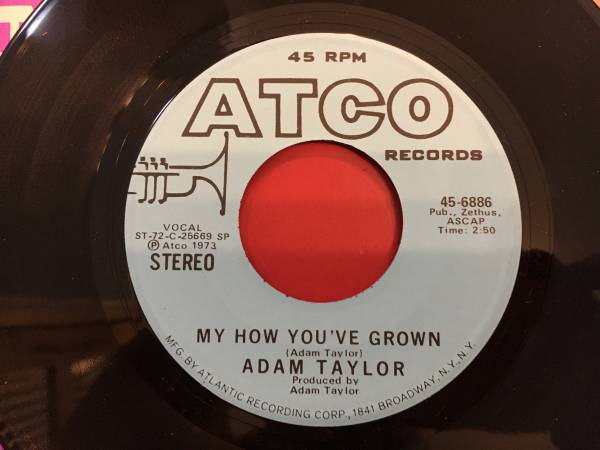 45 RPM
ATCO
RECORDS
45-6886
Pub., Zethus,
ASCAP
Time: 2:50
VOCAL
ST-72-C-25669 SP
Ⓟ Atco 1973
STEREO
MY HOW YOU'VE GROWN
(Adam Taylor)
ADAM TAYLOR
Produced by
Adam Taylor
MFG. BY ATLANTIC RECORDING CORP., 1841 BROADWAY, N.Y., N.Y.